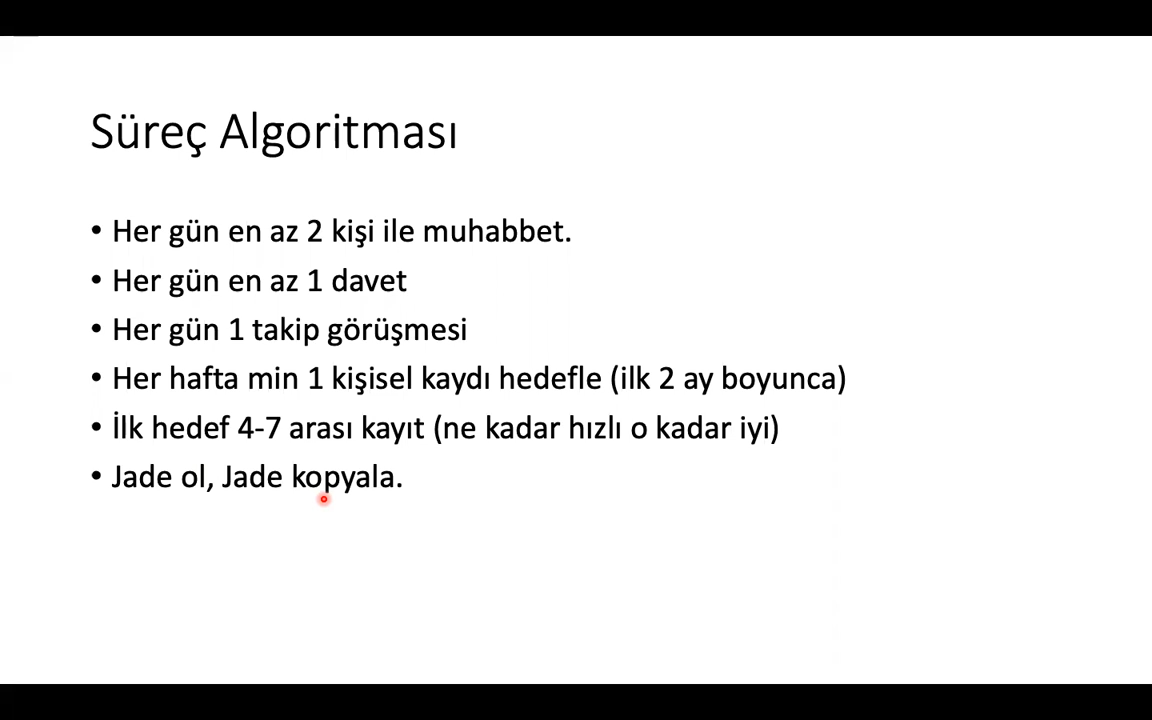 Süreç Algoritması
• Her gün en az 2 kişi ile muhabbet.
• Her gün en az 1 davet
• Her gün 1 takip görüşmesi
• Her hafta min 1 kişisel kaydı hedefle (ilk 2 ay boyunca)
• İlk hedef 4-7 arası kayıt (ne kadar hızlı o kadar iyi)
• Jade ol, Jade kopyala.